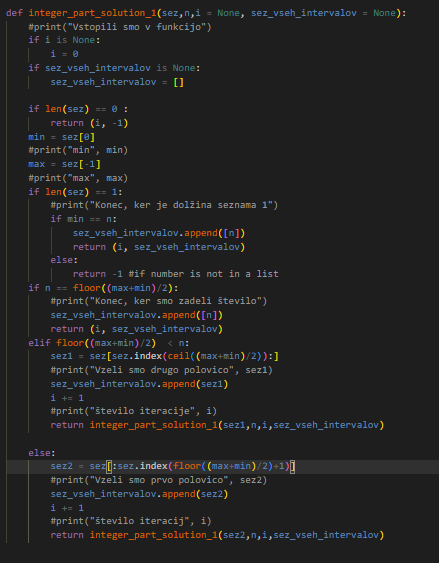 def integer_part_solution_1(sez,n,i = None, sez_vseh_intervalov = None):
    #print("Vstopili smo v funkcijo")
    if i is None:
        i = 0
    if sez_vseh_intervalov is None:
        sez_vseh_intervalov = []

    if len(sez) == 0 :
        return (i, -1)
    min = sez[0]
    #print("min", min)
    max = sez[-1]
    #print("max", max)
    if len(sez) == 1:
        #print("Konec, ker je dolžina seznama 1")
        if min == n:
            sez_vseh_intervalov.append([n])
            return (i, sez_vseh_intervalov)
        else:
            return -1 #if number is not in a list
    if n == floor((max+min)/2):
        #print("Konec, ker smo zadeli število")
        sez_vseh_intervalov.append([n])
        return (i, sez_vseh_intervalov)
    elif floor((max+min)/2)  < n:
        sez1 = sez[sez.index(ceil((max+min)/2)):]
        #print("Vzeli smo drugo polovico", sez1)
        sez_vseh_intervalov.append(sez1)
        i += 1
        #print("število iteracije", i)
        return integer_part_solution_1(sez1,n,i,sez_vseh_intervalov)

    else:
        sez2 = sez[:sez.index(floor((max+min)/2)+1)]
        #print("Vzeli smo prvo polovico", sez2)
        sez_vseh_intervalov.append(sez2)
        i += 1
        #print("število iteracij", i)
        return integer_part_solution_1(sez2,n,i,sez_vseh_intervalov)